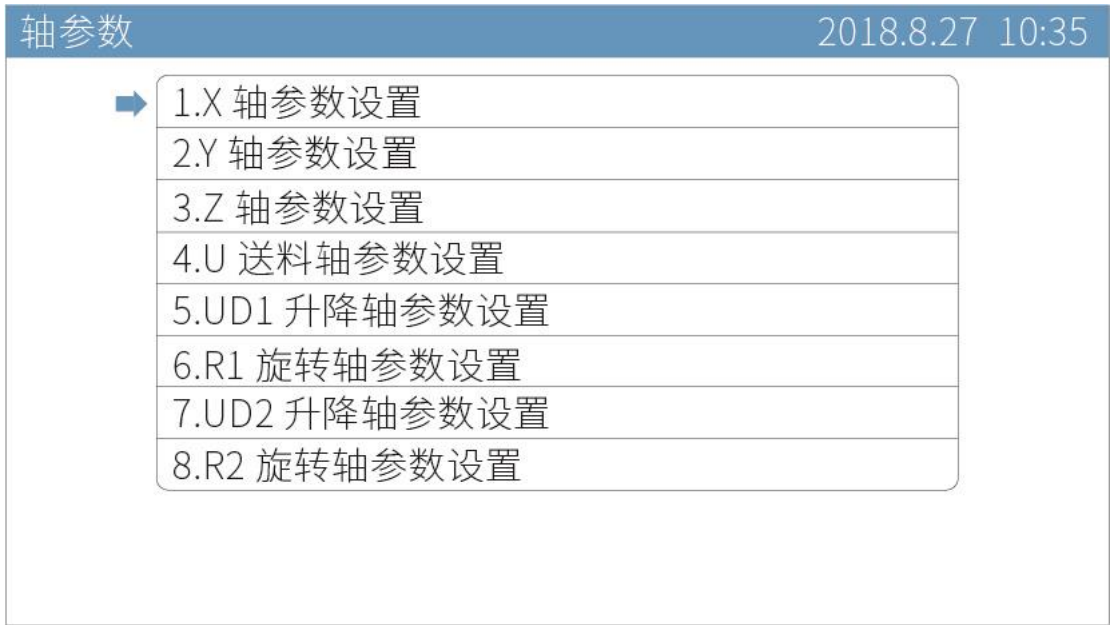 轴参数 2018.8.27 10:35
1.X 轴参数设置
2.Y 轴参数设置
3.Z 轴参数设置
4.U 送料轴参数设置
5.UD1 升降轴参数设置
6.R1 旋转轴参数设置
7.UD2 升降轴参数设置
8.R2 旋转轴参数设置